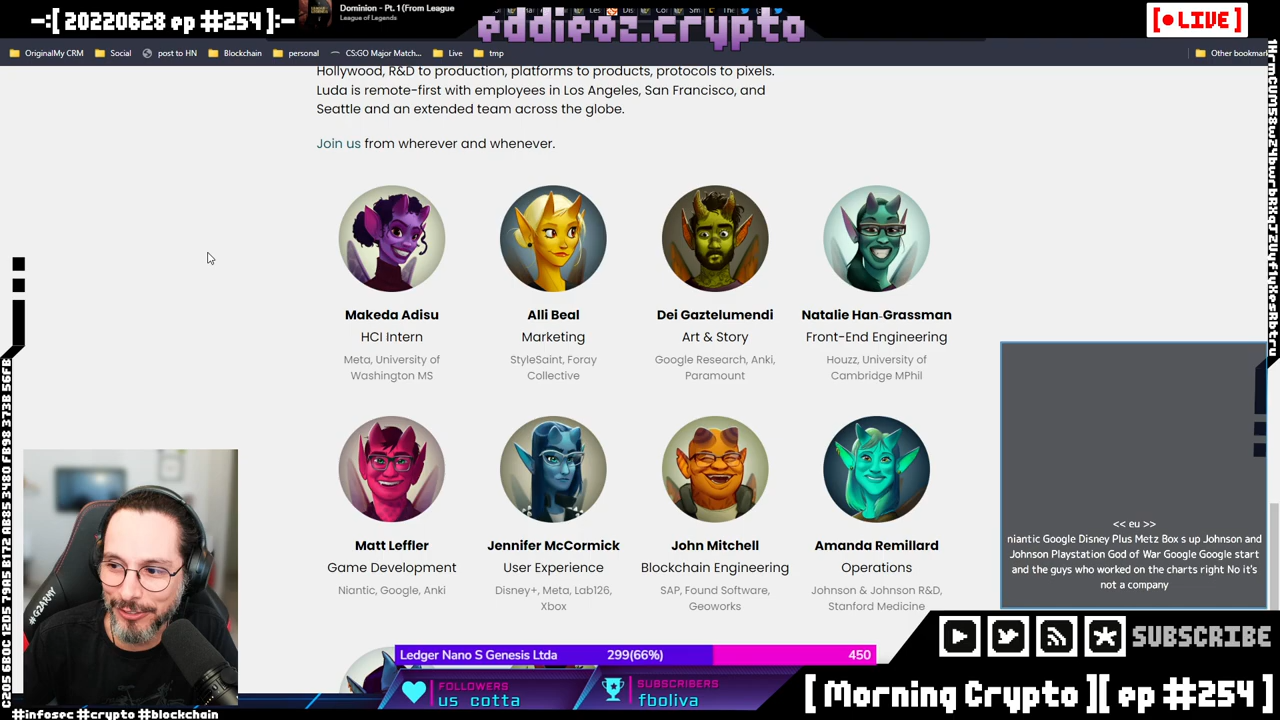 -:[ 20220628 ep #254 ]:-
Dominion - Pt. 1 (From League
League of Legends
eddieoz.crypto
[ • LIVE ]
OriginalMy CRM
Social
post to HN
Blockchain
personal
CS:GO Major Match...
Live
tmp
Other bookmar
Hollywood, R&D to production, platforms to products, protocols to pixels.
Luda is remote-first with employees in Los Angeles, San Francisco, and
Seattle and an extended team across the globe.
Join us from wherever and whenever.
Makeda Adisu
HCI Intern
Meta, University of
Washington MS
Alli Beal
Marketing
StyleSaint, Foray
Collective
Dei Gaztelumendi
Art & Story
Google Research, Anki,
Paramount
Natalie Han-Grassman
Front-End Engineering
Houzz, University of
Cambridge MPhil
Matt Leffler
Game Development
Niantic, Google, Anki
Jennifer McCormick
User Experience
Disney+, Meta, Lab126,
Xbox
John Mitchell
Blockchain Engineering
SAP, Found Software,
Geoworks
Amanda Remillard
Operations
Johnson & Johnson R&D,
Stanford Medicine
<< eu >>
niantic Google Disney Plus Metz Box s up Johnson and
Johnson Playstation God of War Google Google start
and the guys who worked on the charts right No it's
not a company
#G2ARMY
SUBSCRIBE
Ledger Nano S Genesis Ltda
299(66%)
450
FOLLOWERS
us cotta
SUBSCRIBERS
fboliva
[ Morning Crypto ][ ep #254 ]
#infosec #crypto #blockchain